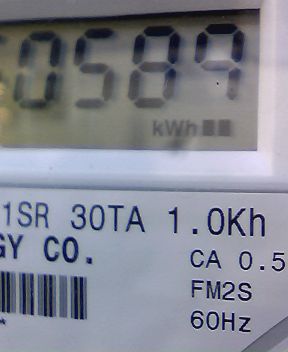 0589
kWh
1SR 30TA 1.0Kh
GY CO.
CA 0.5
FM2S
60Hz